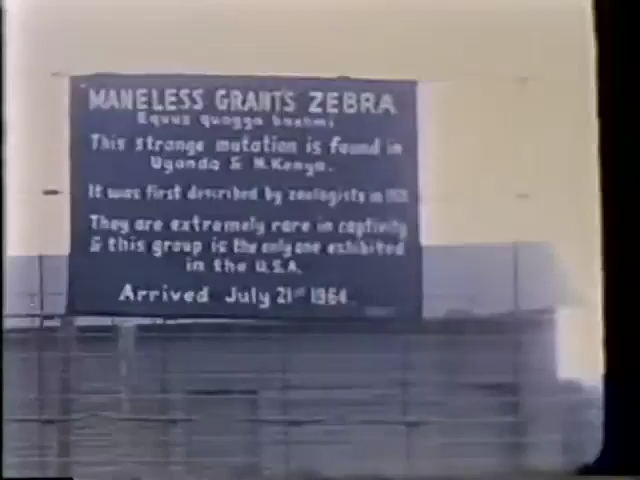 MANELESS GRANTS ZEBRA
Equus quagga boehmi
This strange mutation is found in
Uganda & N. Kenya.
It was first described by zoologists in
They are extremely rare in captivity
& this group is the only one exhibited
in the U.S.A.
Arrived July 21st 1964